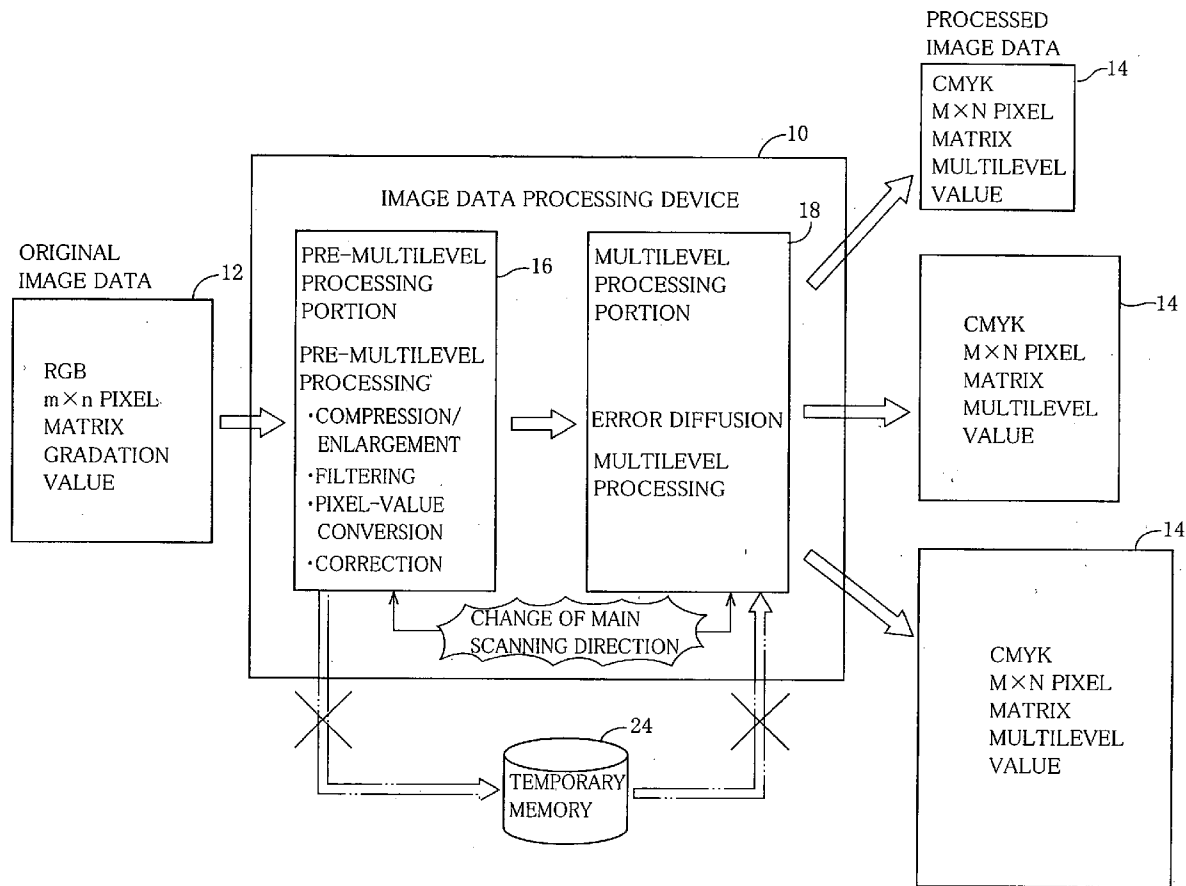 PROCESSED
IMAGE DATA
14
CMYK
M×N PIXEL
MATRIX
MULTILEVEL
VALUE
10
IMAGE DATA PROCESSING DEVICE
ORIGINAL
IMAGE DATA
12
RGB
m×n PIXEL
MATRIX
GRADATION
VALUE
16
PRE-MULTILEVEL
PROCESSING
PORTION
PRE-MULTILEVEL
PROCESSING
·COMPRESSION/
ENLARGEMENT
·FILTERING
·PIXEL-VALUE
CONVERSION
·CORRECTION
18
MULTILEVEL
PROCESSING
PORTION
ERROR DIFFUSION
MULTILEVEL
PROCESSING
14
CMYK
M×N PIXEL
MATRIX
MULTILEVEL
VALUE
CHANGE OF MAIN
SCANNING DIRECTION
14
CMYK
M×N PIXEL
MATRIX
MULTILEVEL
VALUE
24
TEMPORARY
MEMORY